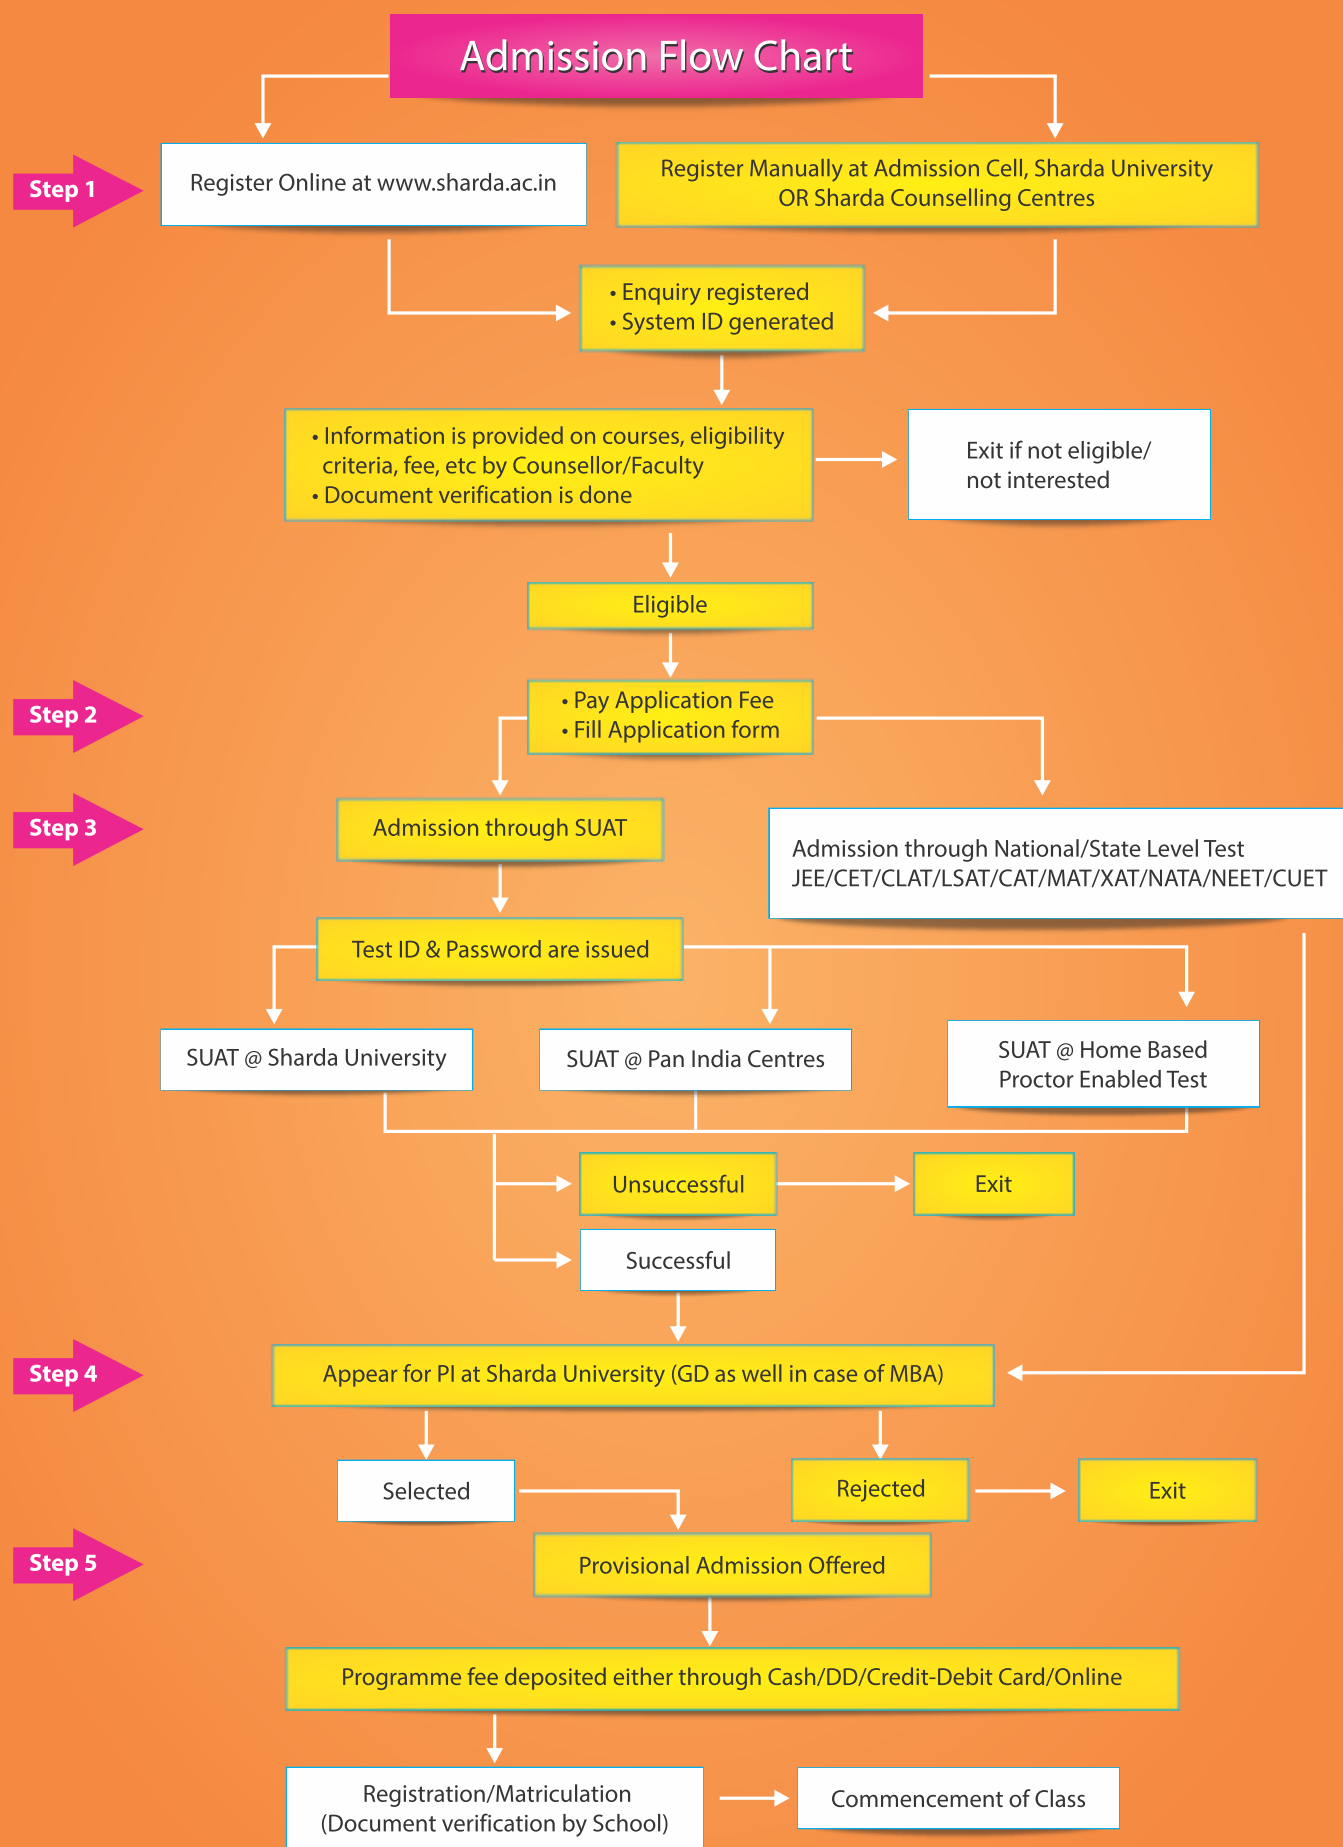 Admission Flow Chart
Step 1
Register Online at www.sharda.ac.in
Register Manually at Admission Cell, Sharda University
OR Sharda Counselling Centres
• Enquiry registered
• System ID generated
• Information is provided on courses, eligibility
criteria, fee, etc by Counsellor/Faculty
• Document verification is done
Exit if not eligible/
not interested
Eligible
Step 2
• Pay Application Fee
• Fill Application form
Step 3
Admission through SUAT
Admission through National/State Level Test
JEE/CET/CLAT/LSAT/CAT/MAT/XAT/NATA/NEET/CUET
Test ID & Password are issued
SUAT @ Sharda University
SUAT @ Pan India Centres
SUAT @ Home Based
Proctor Enabled Test
Unsuccessful
Exit
Successful
Step 4
Appear for PI at Sharda University (GD as well in case of MBA)
Selected
Rejected
Exit
Step 5
Provisional Admission Offered
Programme fee deposited either through Cash/DD/Credit-Debit Card/Online
Registration/Matriculation
(Document verification by School)
Commencement of Class